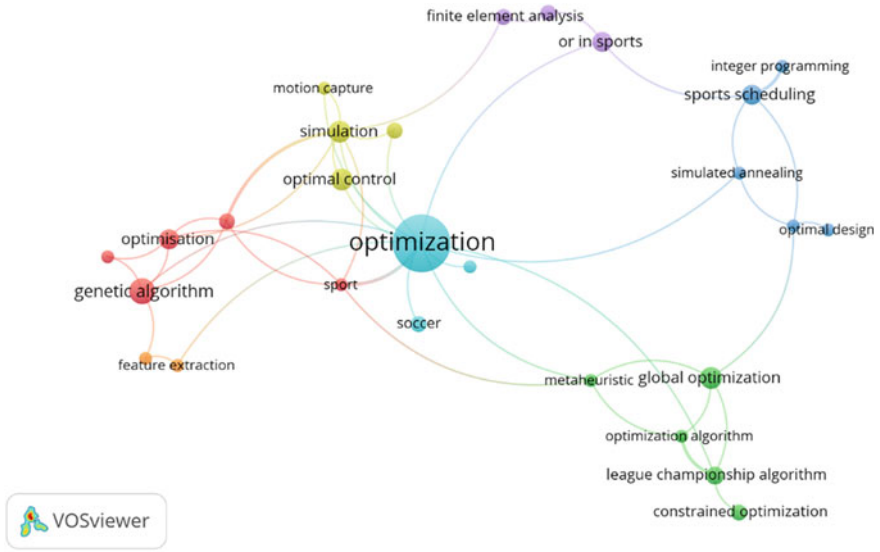 finite element analysis
or in sports
integer programming
sports scheduling
motion capture
simulation
simulated annealing
optimal control
optimal design
optimisation
optimization
genetic algorithm
sport
soccer
feature extraction
metaheuristic
global optimization
optimization algorithm
league championship algorithm
constrained optimization
VOSviewer